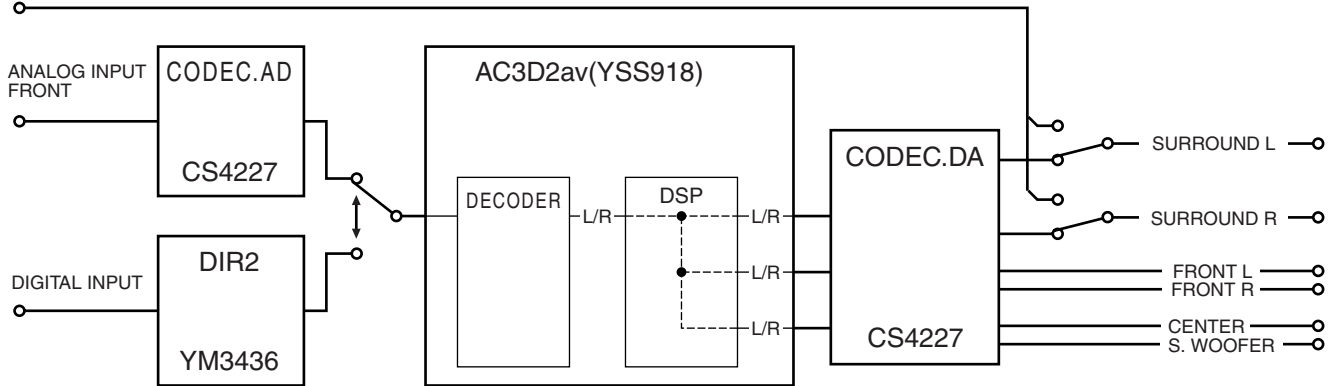 ANALOG INPUT
FRONT
CODEC.AD
CS4227
DIGITAL INPUT
DIR2
YM3436
AC3D2av(YSS918)
DECODER
L/R
DSP
L/R
L/R
L/R
CODEC.DA
CS4227
SURROUND L
SURROUND R
FRONT L
FRONT R
CENTER
S. WOOFER